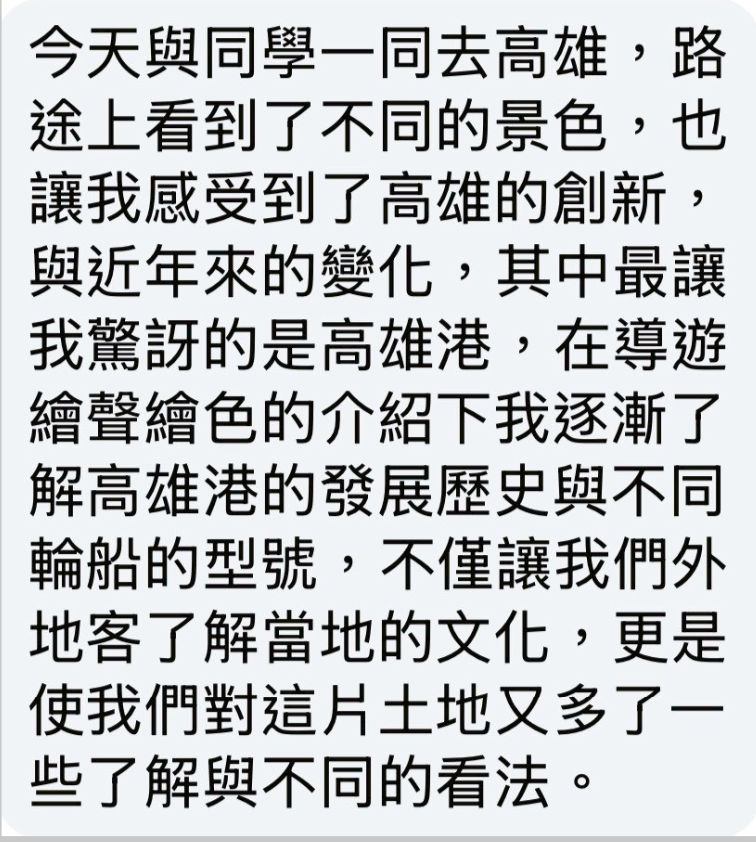 今天與同學一同去高雄，路
途上看到了不同的景色，也
讓我感受到了高雄的創新，
與近年來的變化，其中最讓
我驚訝的是高雄港，在導遊
繪聲繪色的介紹下我逐漸了
解高雄港的發展歷史與不同
輪船的型號，不僅讓我們外
地客了解當地的文化，更是
使我們對這片土地又多了一
些了解與不同的看法。